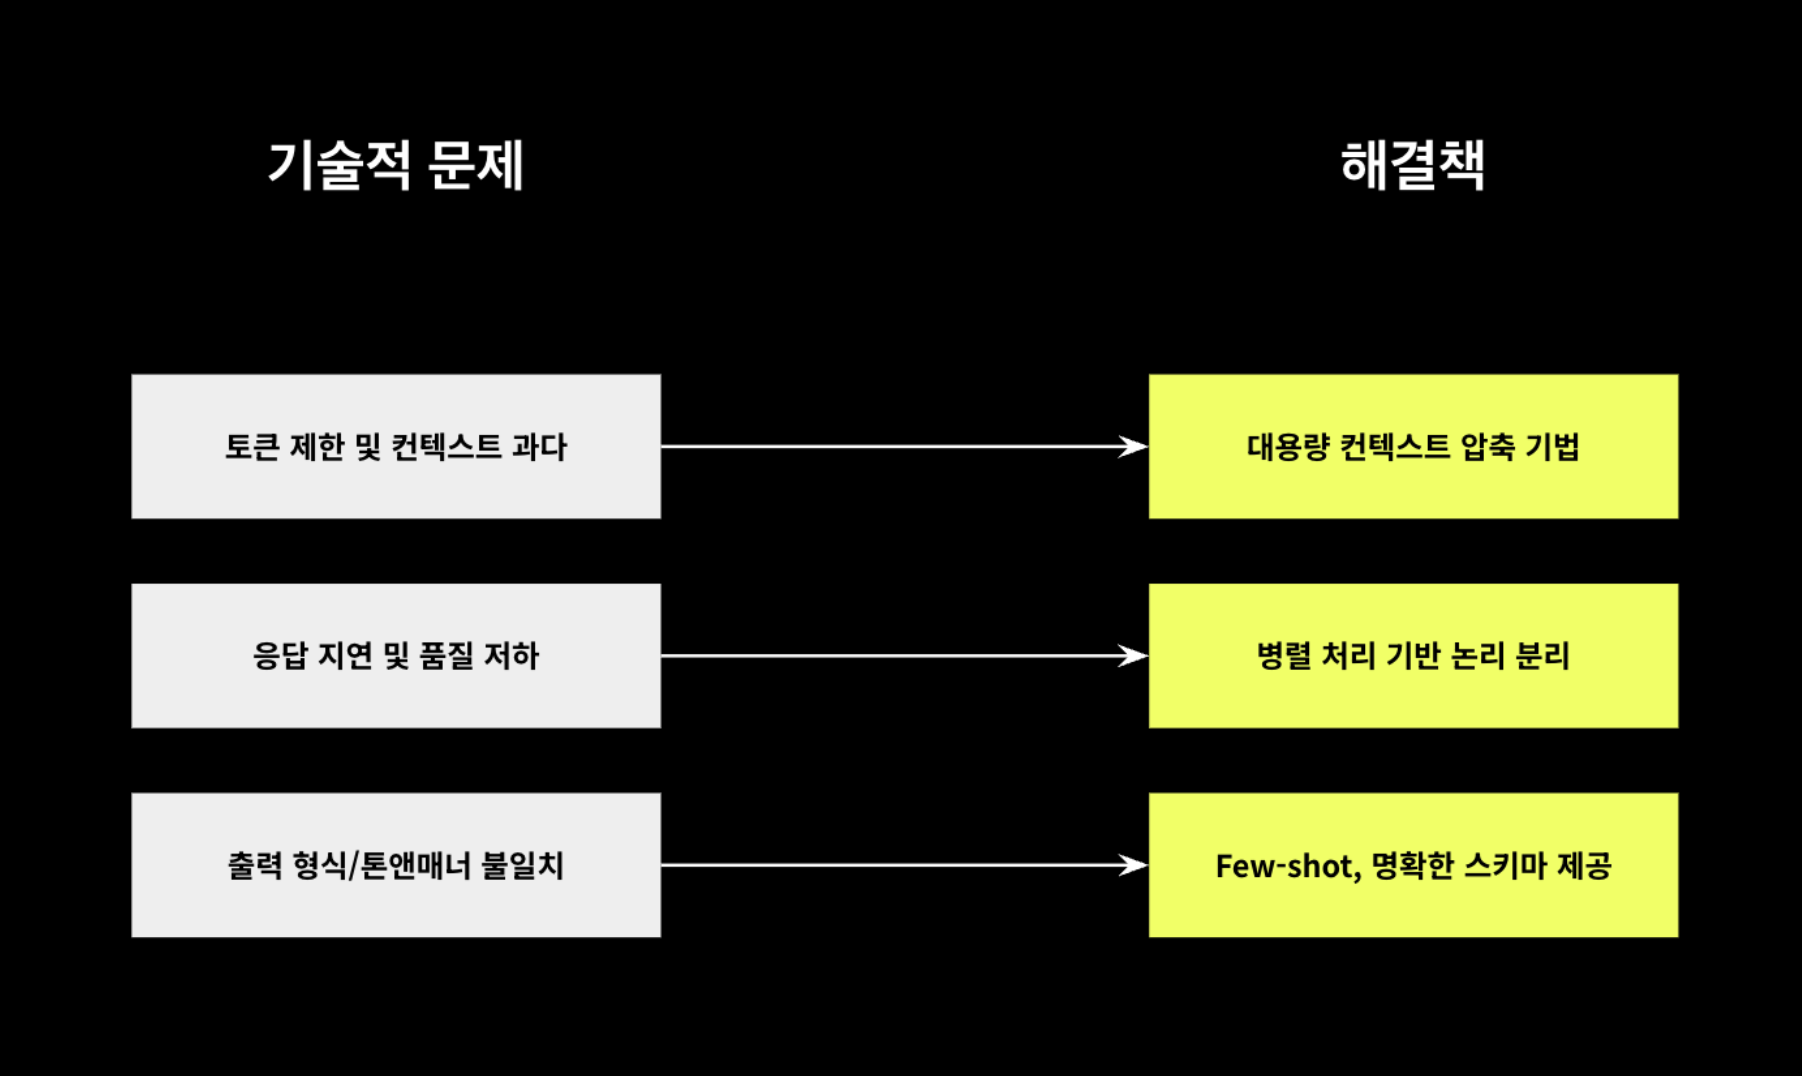 기술적 문제
해결책
토큰 제한 및 컨텍스트 과다
대용량 컨텍스트 압축 기법
응답 지연 및 품질 저하
병렬 처리 기반 논리 분리
출력 형식/톤앤매너 불일치
Few-shot, 명확한 스키마 제공